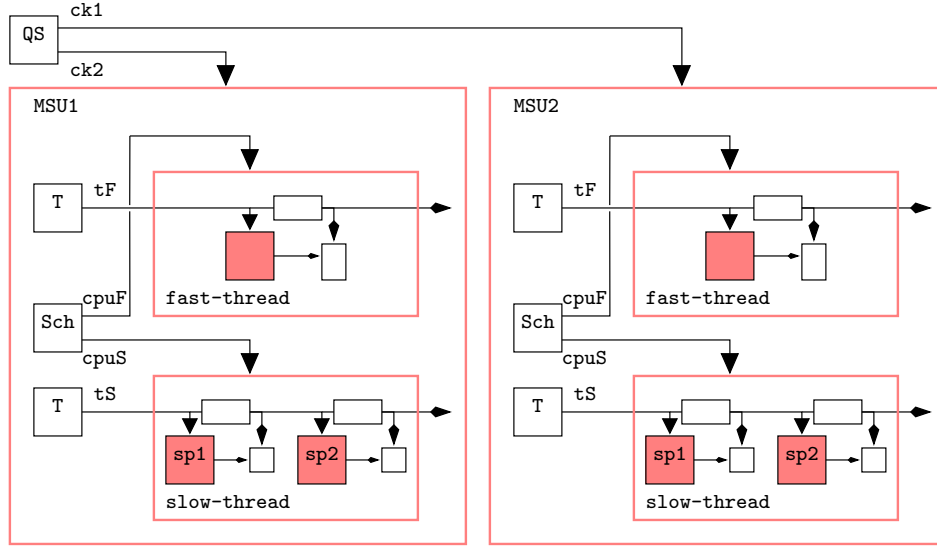 ck1
QS
ck2
MSU1
T
tF
fast-thread
cpuF
Sch
cpuS
T
tS
sp1
sp2
slow-thread
MSU2
T
tF
fast-thread
cpuF
Sch
cpuS
T
tS
sp1
sp2
slow-thread